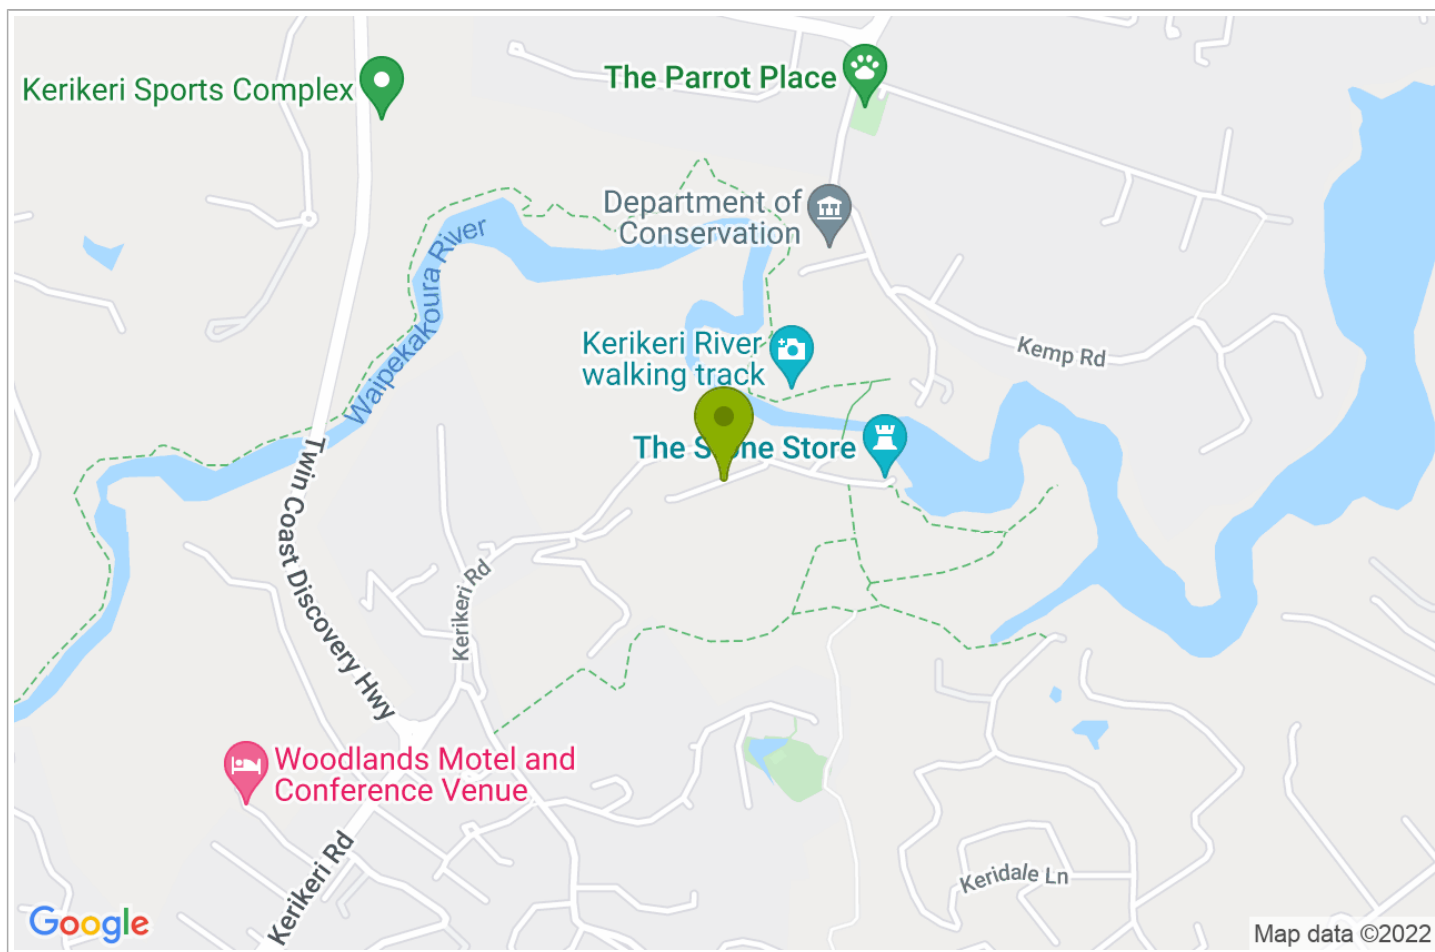 Kerikeri Sports Complex
The Parrot Place
Department of
Conservation
Waipekakoura River
Kerikeri River
walking track
Kemp Rd
The Stone Store
Twin Coast Discovery Hwy
Kerikeri Rd
Woodlands Motel and
Conference Venue
Kerikeri Rd
Keridale Ln
Google
Map data ©2022